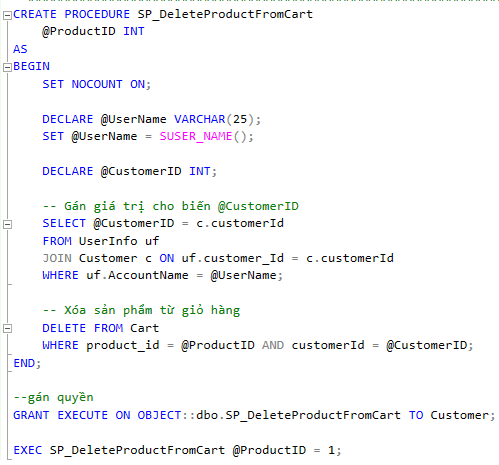 CREATE PROCEDURE SP_DeleteProductFromCart
@ProductID INT
AS
BEGIN
SET NOCOUNT ON;
DECLARE @UserName VARCHAR(25);
SET @UserName = SUSER_NAME();
DECLARE @CustomerID INT;
-- Gán giá trị cho biến @CustomerID
SELECT @CustomerID = c.customerId
FROM UserInfo uf
JOIN Customer c ON uf.customer_Id = c.customerId
WHERE uf.AccountName = @UserName;
-- Xóa sản phẩm từ giỏ hàng
DELETE FROM Cart
WHERE product_id = @ProductID AND customerId = @CustomerID;
END;
--gán quyền
GRANT EXECUTE ON OBJECT::dbo.SP_DeleteProductFromCart TO Customer;
EXEC SP_DeleteProductFromCart @ProductID = 1;